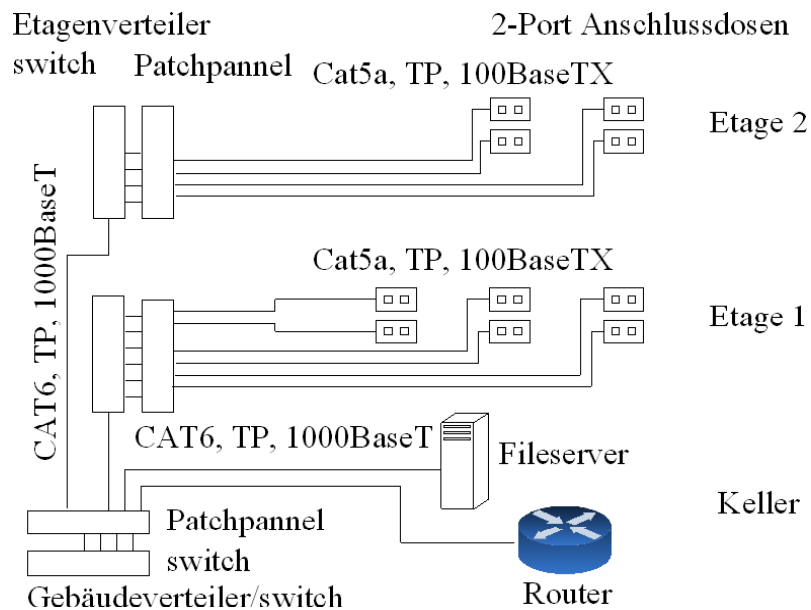 Etagenverteiler
switch Patchpannel
2-Port Anschlussdosen
Cat5a, TP, 100BaseTX
Etage 2
CAT6, TP, 1000BaseT
Cat5a, TP, 100BaseTX
Etage 1
CAT6, TP, 1000BaseT
Fileserver
Keller
Patchpannel
switch
Gebäudeverteiler/switch
Router